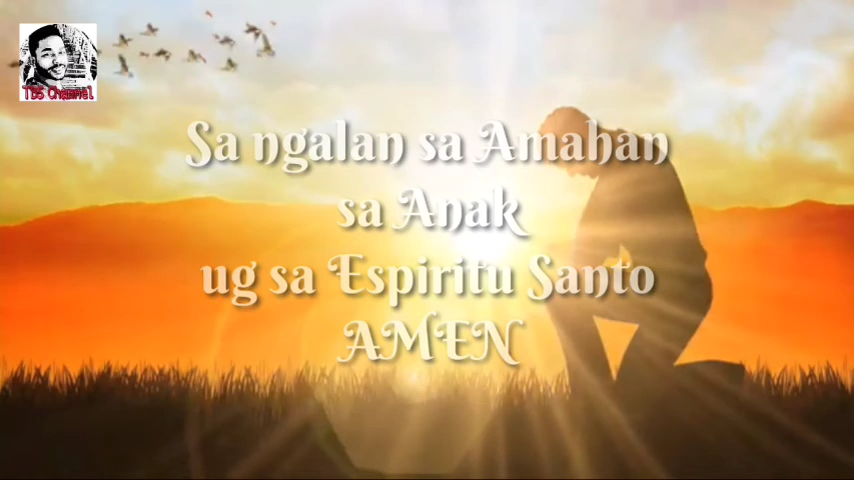 TBS Channel
Sa ngalan sa Amahan
sa Anak
ug sa Espiritu Santo
AMEN